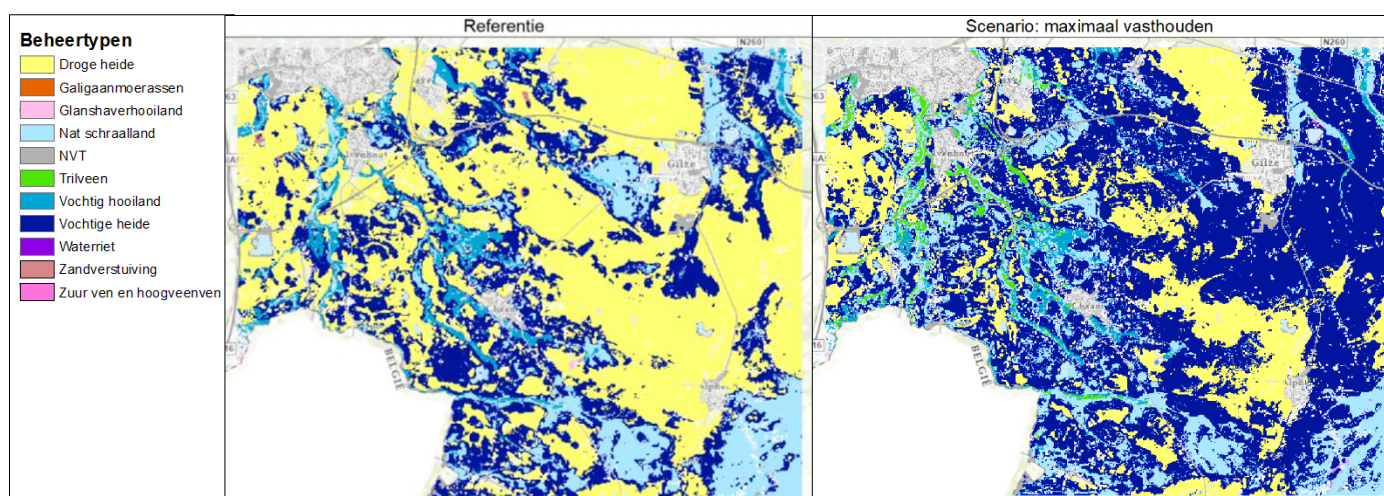 Beheertypen
Droge heide
Galigaanmoerassen
Glanshaverhooiland
Nat schraalland
NVT
Trilveen
Vochtig hooiland
Vochtige heide
Waterriet
Zandverstuiving
Zuur ven en hoogveenven
Referentie
N260
Gilze
BELGIË
Scenario: maximaal vasthouden
N260
Gilze
BELGIË